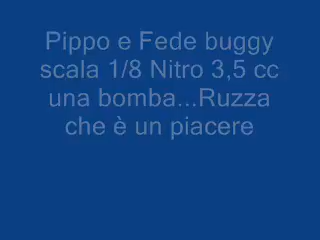 Pippo e Fede buggy
scala 1/8 Nitro 3,5 cc
una bomba...Ruzza
che è un piacere